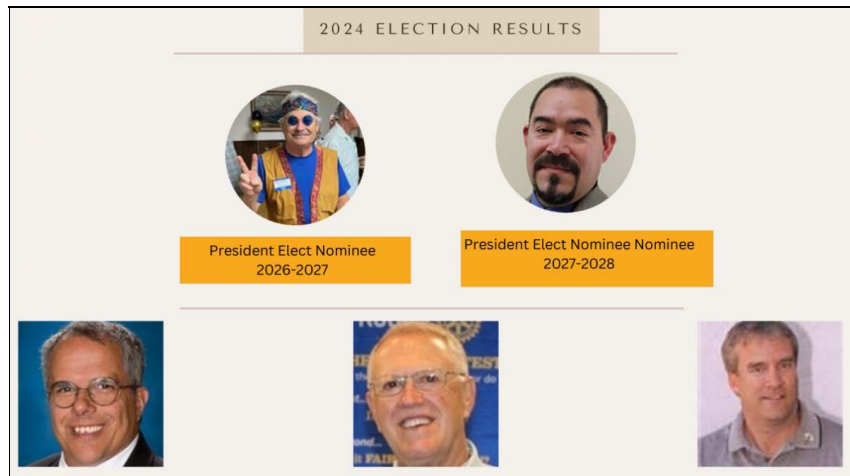 2024 ELECTION RESULTS
President Elect Nominee
2026-2027
President Elect Nominee Nominee
2027-2028